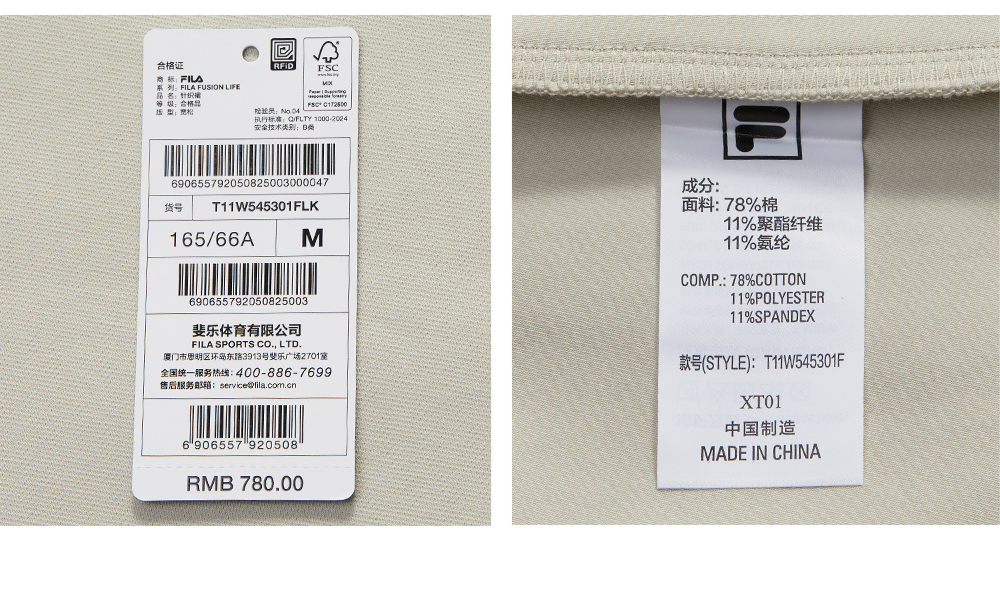 RFID
FSC
www.fsc.org
MIX
Paper | Supporting
responsible forestry
FSC® C172600
合格证
商 标: FILA
系 列: FILA FUSION LIFE
品 名: 针织裙
等 级: 合格品
版 型: 宽松
检验员: No.04
执行标准: Q/FLTY 1000-2024
安全技术类别: B类
690655792050825003000047
货号 T11W545301FLK
165/66A M
690655792050825003
斐乐体育有限公司
FILA SPORTS CO., LTD.
厦门市思明区环岛东路3913号斐乐广场2701室
全国统一服务热线: 400-886-7699
售后服务邮箱: service@fila.com.cn
6 906557 920508
RMB 780.00
F
成分:
面料: 78%棉
11%聚酯纤维
11%氨纶
COMP.: 78%COTTON
11%POLYESTER
11%SPANDEX
款号(STYLE): T11W545301F
XT01
中国制造
MADE IN CHINA